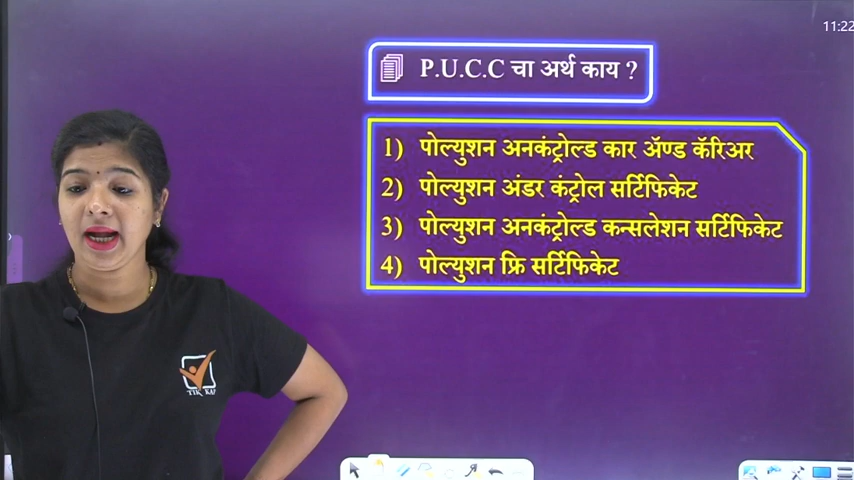 11:22
P.U.C.C चा अर्थ काय ?
1) पोल्युशन अनकंट्रोल्ड कार ॲण्ड कॅरिअर
2) पोल्युशन अंडर कंट्रोल सर्टिफिकेट
3) पोल्युशन अनकंट्रोल्ड कन्सलेशन सर्टिफिकेट
4) पोल्युशन फ्रि सर्टिफिकेट